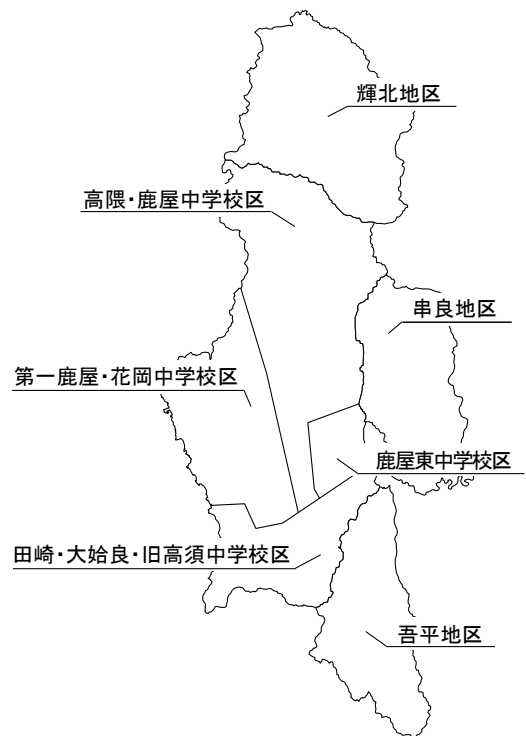 輝北地区
高隈・鹿屋中学校区
串良地区
第一鹿屋・花岡中学校区
鹿屋東中学校区
田崎・大姶良・旧高須中学校区
吾平地区